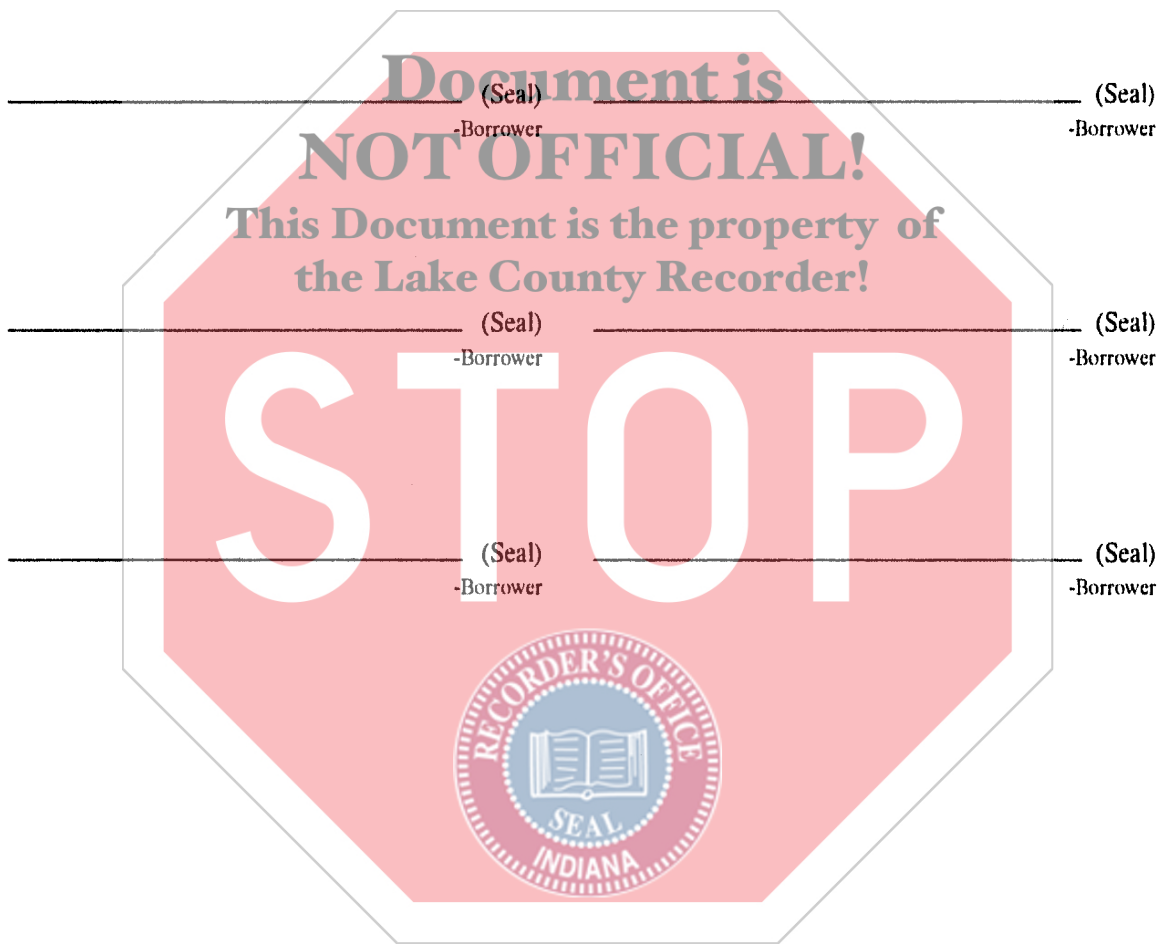 Document is
(Seal) (Seal)
-Borrower -Borrower
NOT OFFICIAL!
This Document is the property of
the Lake County Recorder!
(Seal) (Seal)
-Borrower -Borrower
STOP
(Seal) (Seal)
-Borrower -Borrower
RECORDER'S OFFICE
SEAL
INDIANA